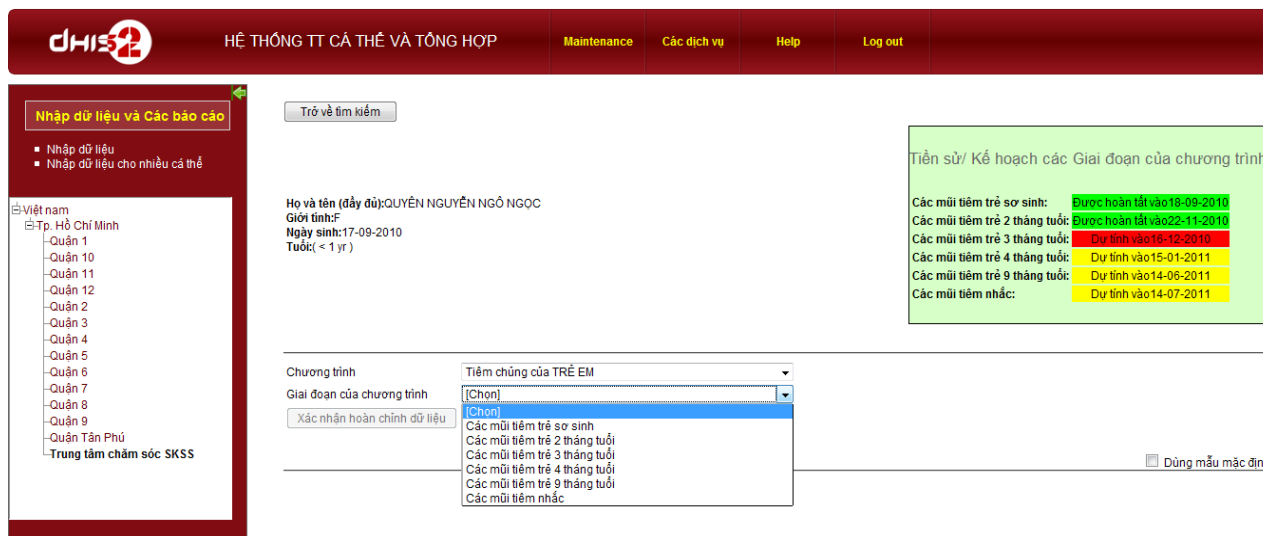 dHIS2
HỆ THỐNG TT CÁ THỂ VÀ TỔNG HỢP
Maintenance
Các dịch vụ
Help
Log out
Nhập dữ liệu và Các báo cáo
Nhập dữ liệu
Nhập dữ liệu cho nhiều cá thể
Việt nam
Tp. Hồ Chí Minh
Quận 1
Quận 10
Quận 11
Quận 12
Quận 2
Quận 3
Quận 4
Quận 5
Quận 6
Quận 7
Quận 8
Quận 9
Quận Tân Phú
Trung tâm chăm sóc SKSS
Trở về tìm kiếm
Họ và tên (đầy đủ):QUYÊN NGUYỄN NGÔ NGỌC
Giới tính:F
Ngày sinh:17-09-2010
Tuổi:( < 1 yr )
Tiền sử/ Kế hoạch các Giai đoạn của chương trình
Các mũi tiêm trẻ sơ sinh: Được hoàn tất vào18-09-2010
Các mũi tiêm trẻ 2 tháng tuổi: Được hoàn tất vào22-11-2010
Các mũi tiêm trẻ 3 tháng tuổi: Dự tính vào16-12-2010
Các mũi tiêm trẻ 4 tháng tuổi: Dự tính vào15-01-2011
Các mũi tiêm trẻ 9 tháng tuổi: Dự tính vào14-06-2011
Các mũi tiêm nhắc: Dự tính vào14-07-2011
Chương trình Tiêm chủng của TRẺ EM
Giai đoạn của chương trình [Chọn]
Xác nhận hoàn chỉnh dữ liệu
[Chọn]
Các mũi tiêm trẻ sơ sinh
Các mũi tiêm trẻ 2 tháng tuổi
Các mũi tiêm trẻ 3 tháng tuổi
Các mũi tiêm trẻ 4 tháng tuổi
Các mũi tiêm trẻ 9 tháng tuổi
Các mũi tiêm nhắc
Dùng mẫu mặc địn